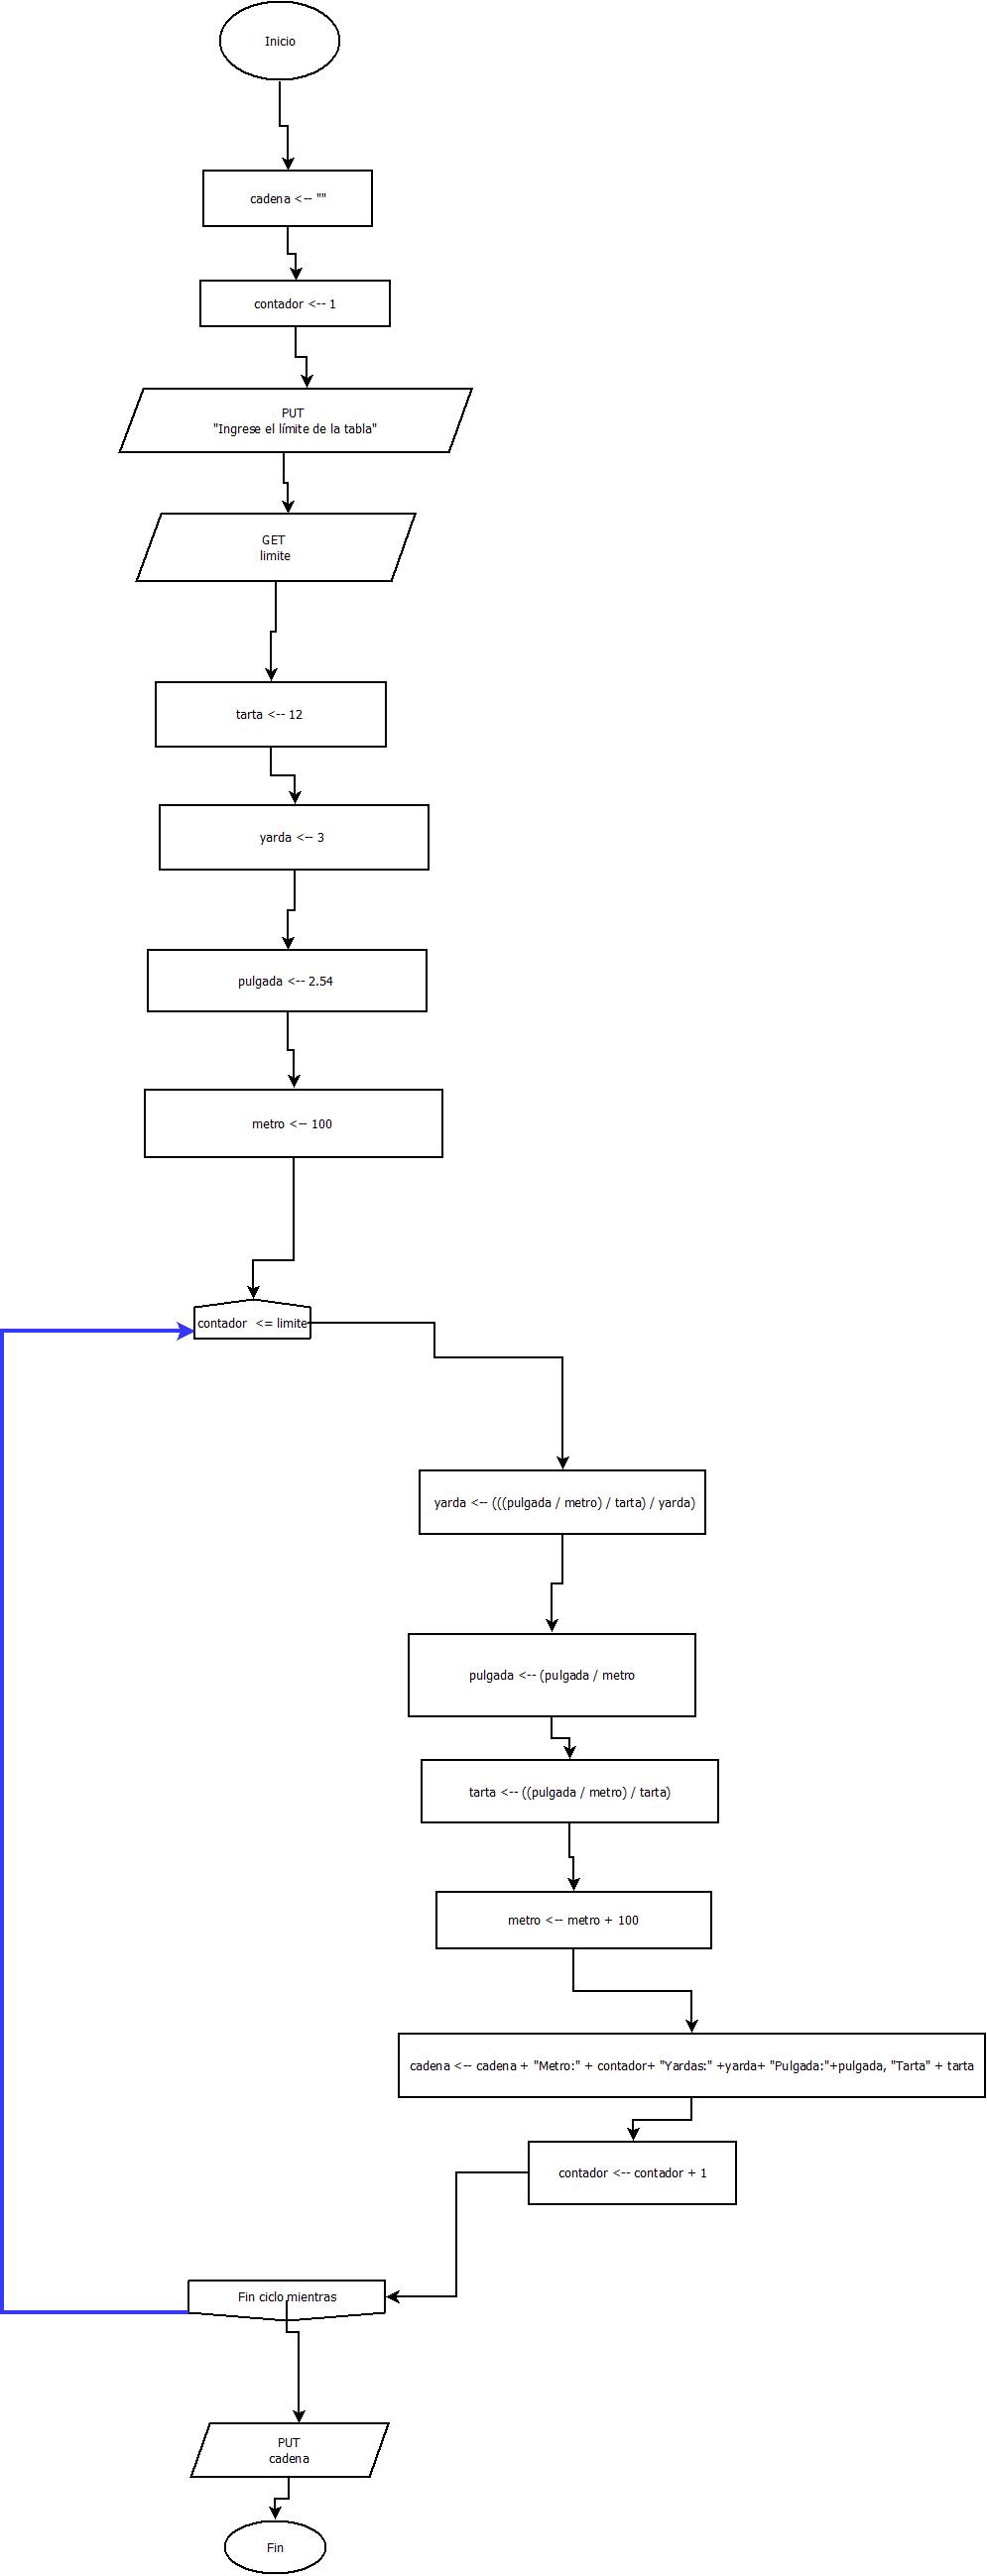 Inicio
cadena <-- ""
contador <-- 1
PUT
"Ingrese el límite de la tabla"
GET
limite
tarta <-- 12
yarda <-- 3
pulgada <-- 2.54
metro <-- 100
contador <= limite
yarda <-- (((pulgada / metro) / tarta) / yarda)
pulgada <-- (pulgada / metro
tarta <-- ((pulgada / metro) / tarta)
metro <-- metro + 100
cadena <-- cadena + "Metro:" + contador+ "Yardas:" +yarda+ "Pulgada:"+pulgada, "Tarta" + tarta
contador <-- contador + 1
Fin ciclo mientras
PUT
cadena
Fin